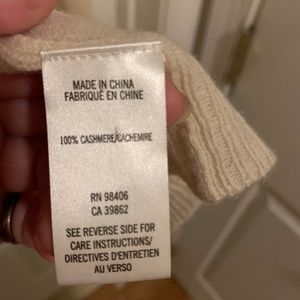 MADE IN CHINA
FABRIQUÉ EN CHINE
100% CASHMERE/CACHEMIRE
RN 98406
CA 39862
SEE REVERSE SIDE FOR
CARE INSTRUCTIONS/
DIRECTIVES D'ENTRETIEN
AU VERSO